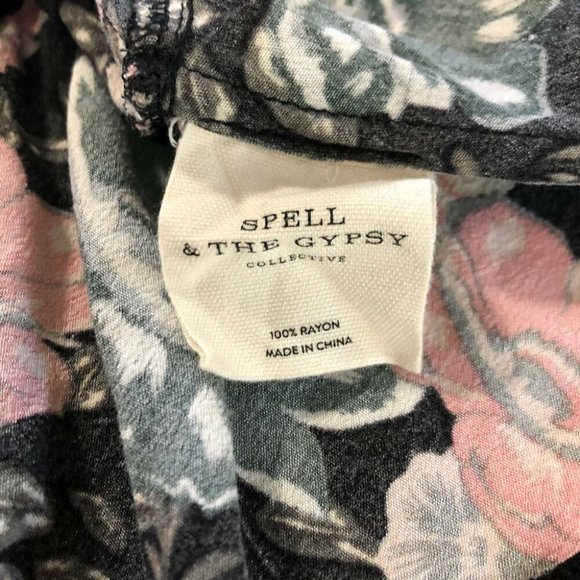 SPELL
& THE GYPSY
COLLECTIVE
100% RAYON
MADE IN CHINA